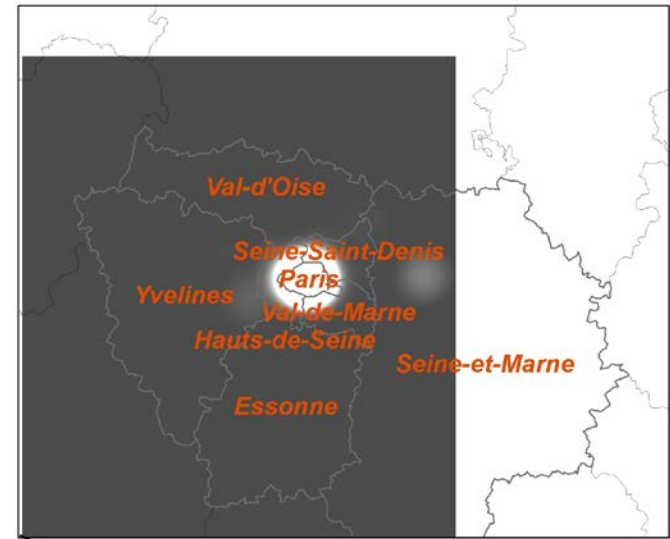 Val-d'Oise
Seine-Saint-Denis
Paris
Yvelines
Val-de-Marne
Hauts-de-Seine
Seine-et-Marne
Essonne